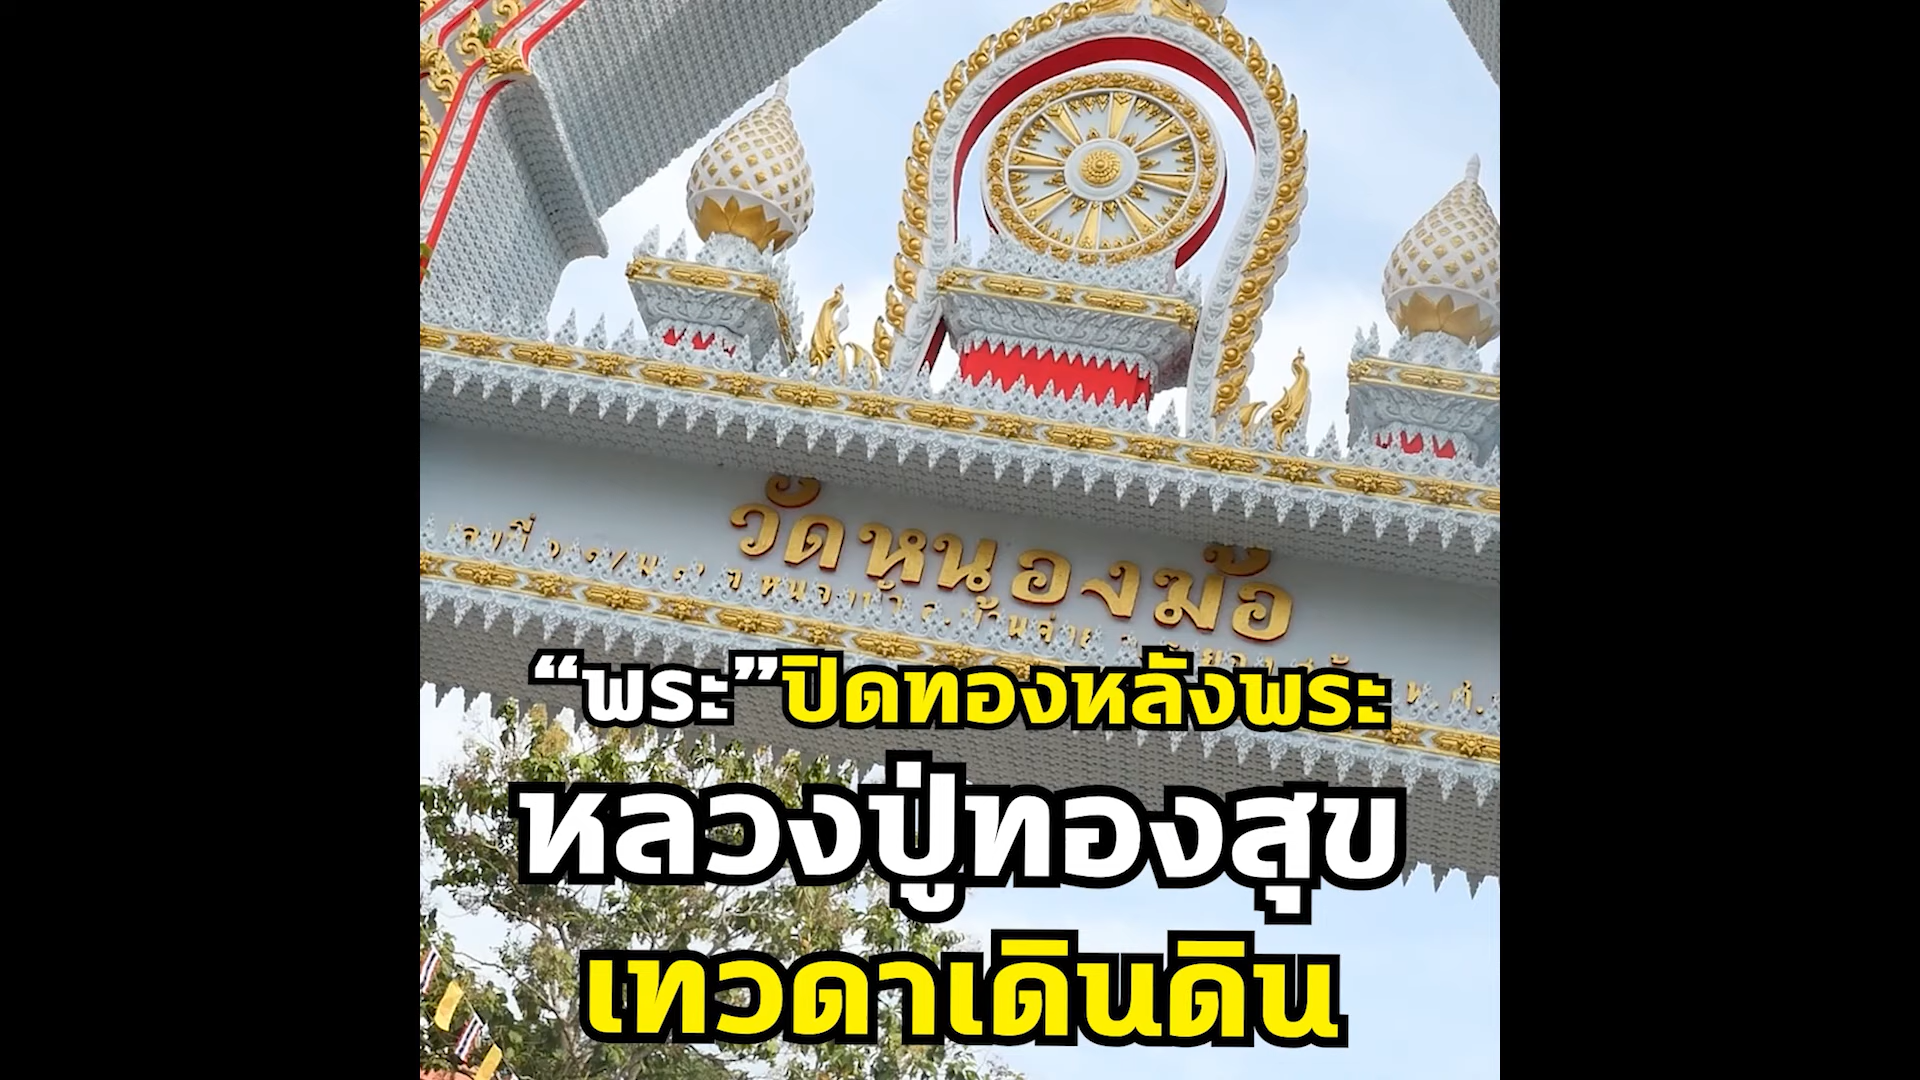 วัดหนองฆ้อ
“พระ”ปิดทองหลังพระ
หลวงปู่ทองสุข
เทวดาเดินดิน